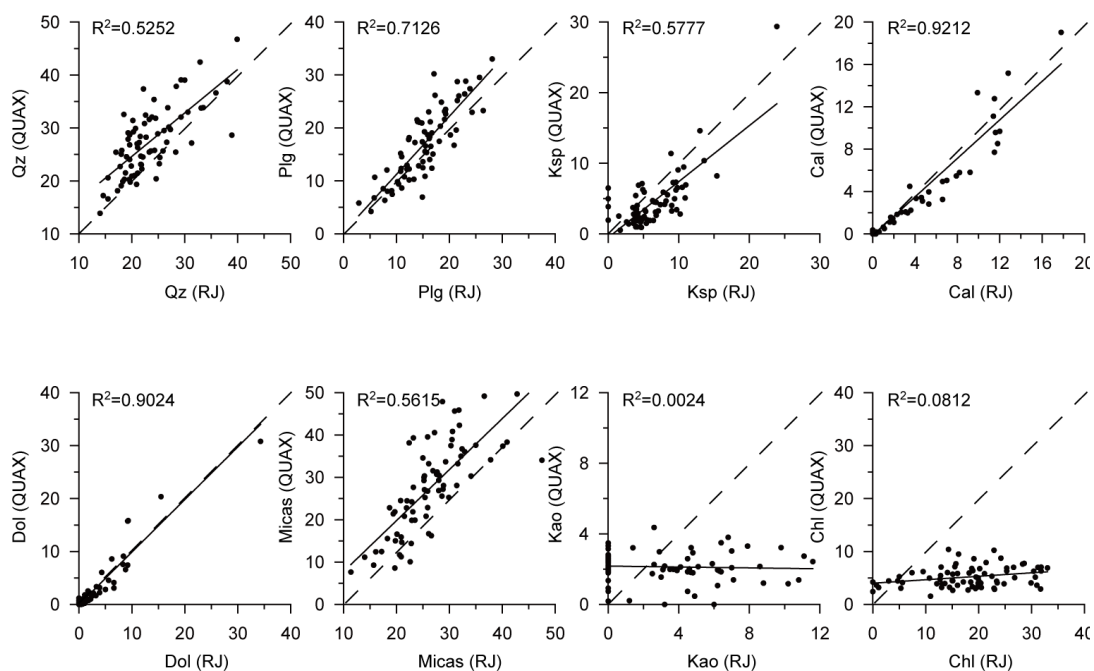 R²=0.5252
50
40
30
20
10
Qz (QUAX)
10 20 30 40 50
Qz (RJ)
R²=0.7126
40
30
20
10
0
Plg (QUAX)
0 10 20 30 40
Plg (RJ)
R²=0.5777
30
20
10
0
Ksp (QUAX)
0 10 20 30
Ksp (RJ)
R²=0.9212
20
16
12
8
4
0
Cal (QUAX)
0 4 8 12 16 20
Cal (RJ)
R²=0.9024
40
30
20
10
0
Dol (QUAX)
0 10 20 30 40
Dol (RJ)
R²=0.5615
50
40
30
20
10
0
Micas (QUAX)
10 20 30 40 50
Micas (RJ)
R²=0.0024
12
8
4
0
Kao (QUAX)
0 4 8 12
Kao (RJ)
R²=0.0812
40
30
20
10
0
Chl (QUAX)
0 10 20 30 40
Chl (RJ)